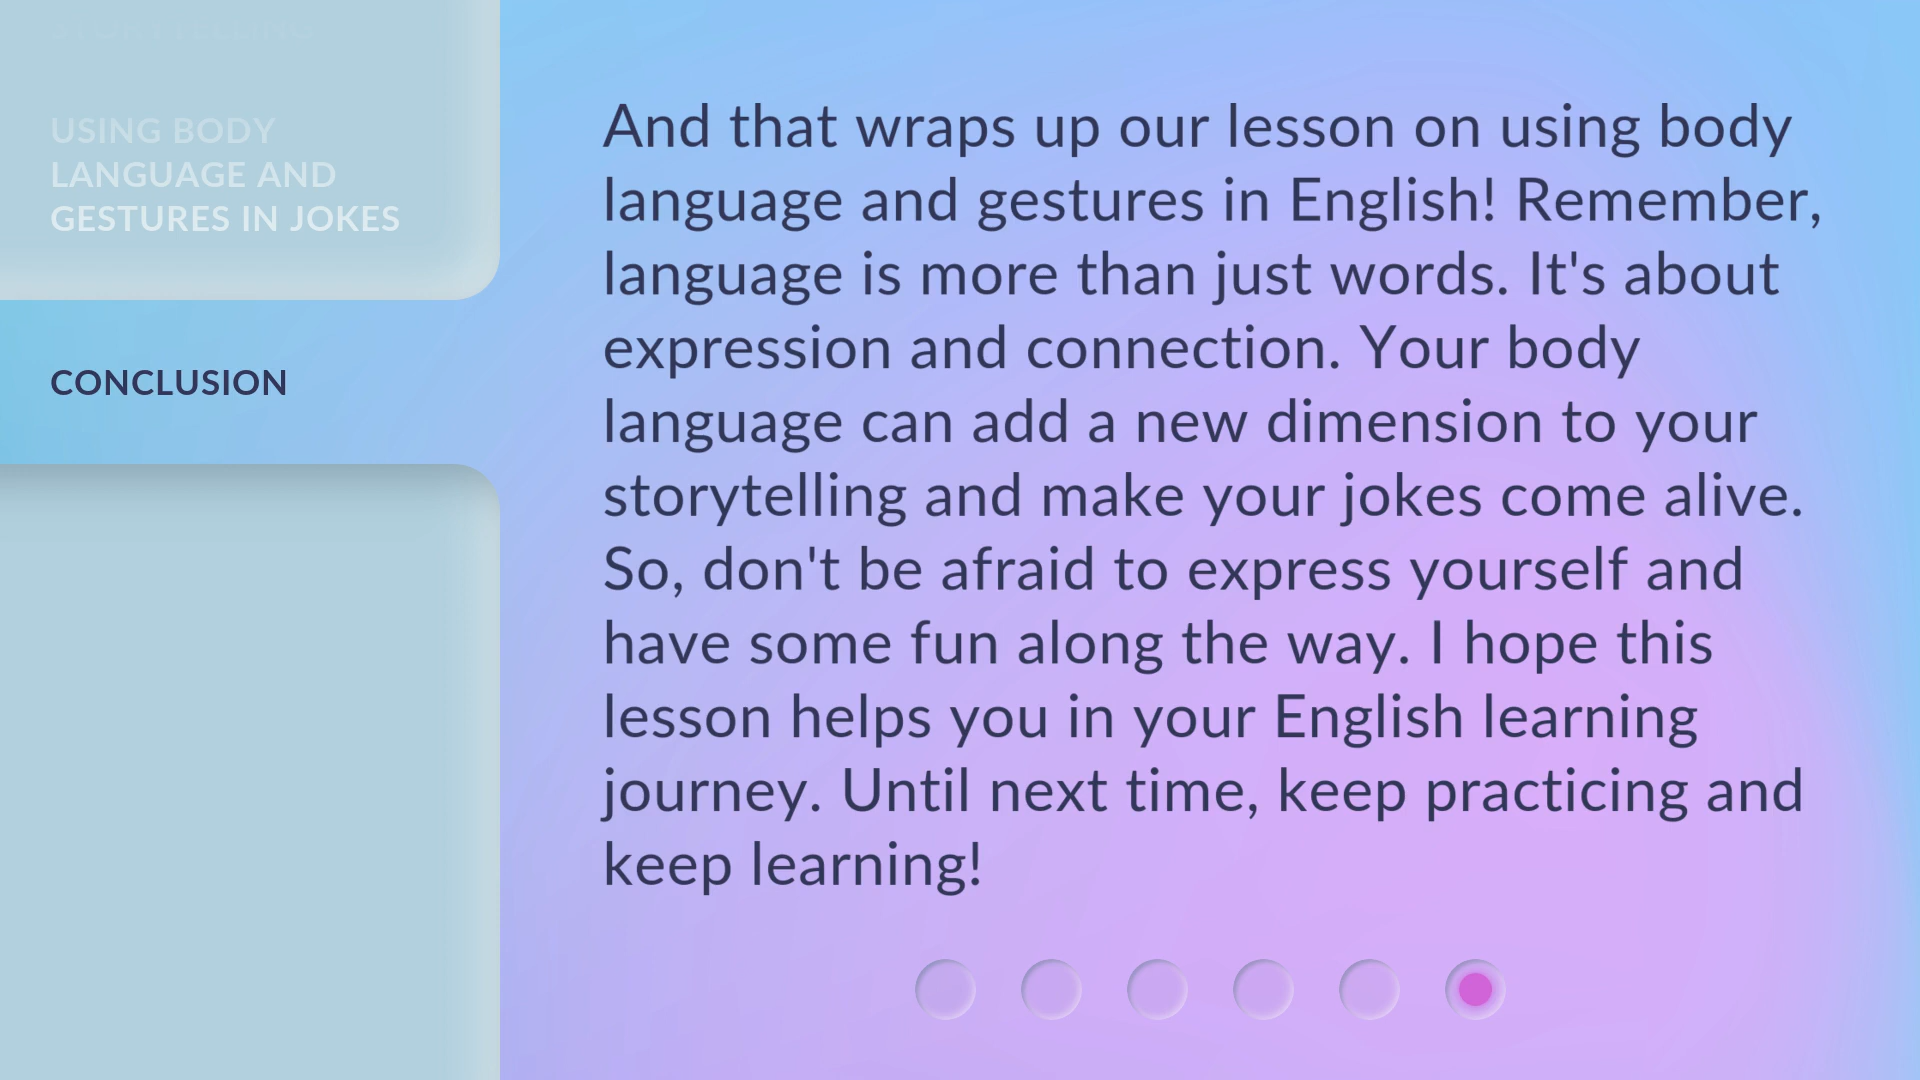 USING BODY
LANGUAGE AND
GESTURES IN JOKES
CONCLUSION
And that wraps up our lesson on using body
language and gestures in English! Remember,
language is more than just words. It's about
expression and connection. Your body
language can add a new dimension to your
storytelling and make your jokes come alive.
So, don't be afraid to express yourself and
have some fun along the way. I hope this
lesson helps you in your English learning
journey. Until next time, keep practicing and
keep learning!